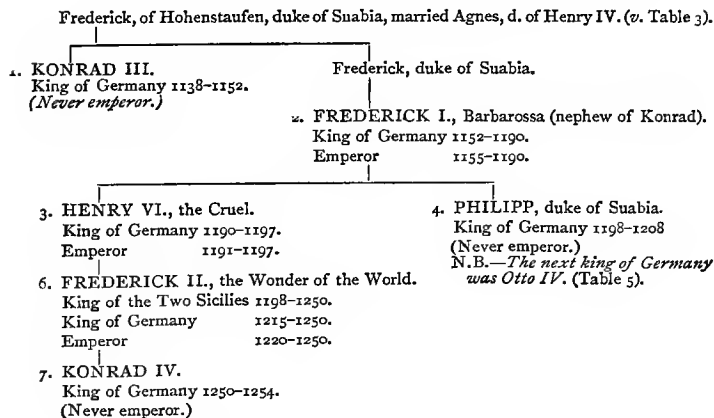 Frederick, of Hohenstaufen, duke of Suabia, married Agnes, d. of Henry IV. (v. Table 3).
1. KONRAD III.
King of Germany 1138–1152.
(Never emperor.)
Frederick, duke of Suabia.
2. FREDERICK I., Barbarossa (nephew of Konrad).
King of Germany 1152–1190.
Emperor 1155–1190.
3. HENRY VI., the Cruel.
King of Germany 1190–1197.
Emperor 1191–1197.
4. PHILIPP, duke of Suabia.
King of Germany 1198–1208
(Never emperor.)
N.B.—The next king of Germany
was Otto IV. (Table 5).
6. FREDERICK II., the Wonder of the World.
King of the Two Sicilies 1198–1250.
King of Germany 1215–1250.
Emperor 1220–1250.
7. KONRAD IV.
King of Germany 1250–1254.
(Never emperor.)